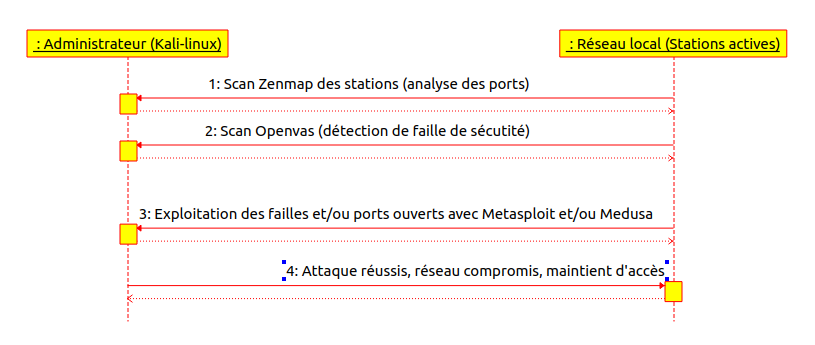 : Administrateur (Kali-linux)
: Réseau local (Stations actives)
1: Scan Zenmap des stations (analyse des ports)
2: Scan Openvas (détection de faille de sécutité)
3: Exploitation des failles et/ou ports ouverts avec Metasploit et/ou Medusa
4: Attaque réussis, réseau compromis, maintient d'accès